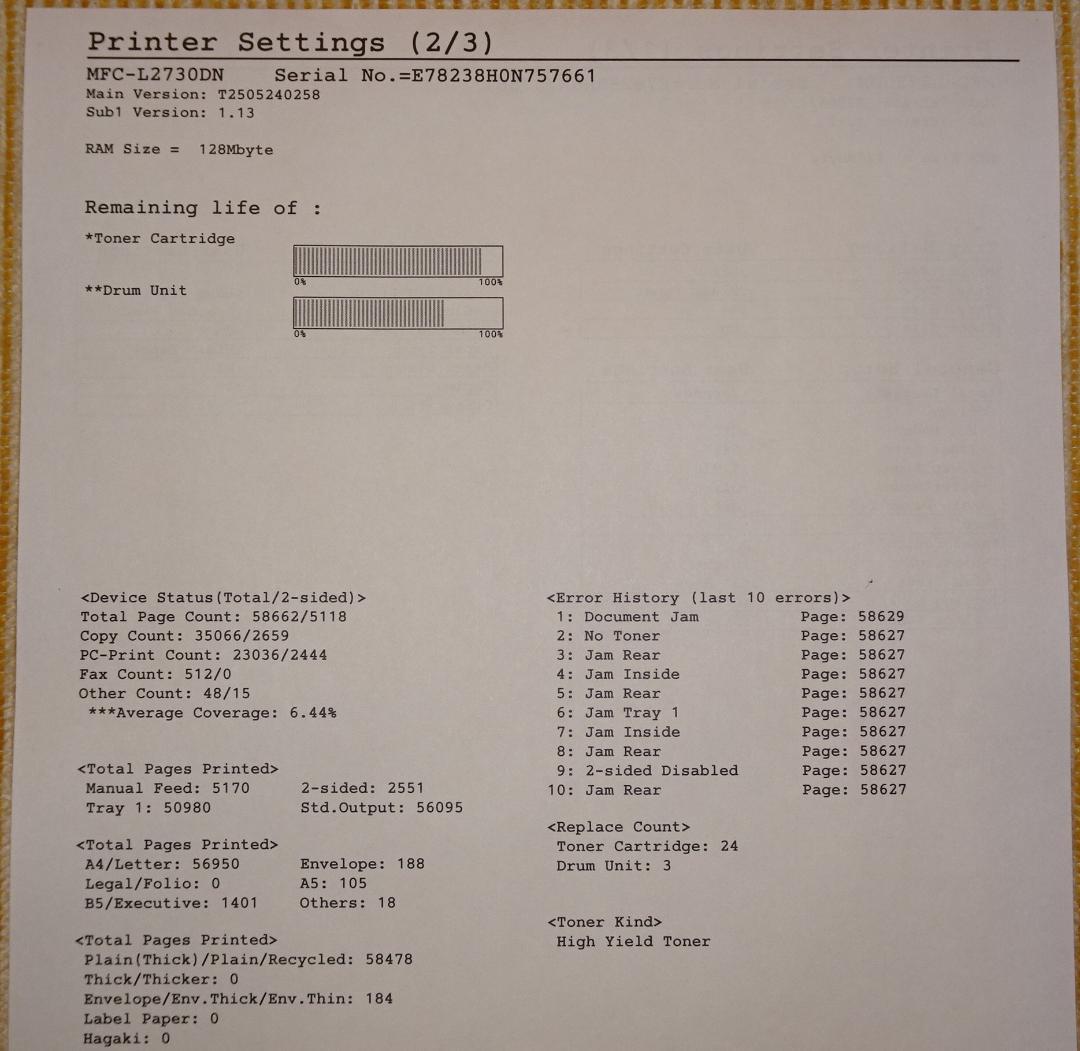 Printer Settings (2/3)
MFC-L2730DN Serial No.=E78238H0N757661
Main Version: T2505240258
Sub1 Version: 1.13
RAM Size = 128Mbyte
Remaining life of :
*Toner Cartridge
0% 100%
**Drum Unit
0% 100%
<Device Status(Total/2-sided)>
Total Page Count: 58662/5118
Copy Count: 35066/2659
PC-Print Count: 23036/2444
Fax Count: 512/0
Other Count: 48/15
***Average Coverage: 6.44%
<Total Pages Printed>
Manual Feed: 5170 2-sided: 2551
Tray 1: 50980 Std.Output: 56095
<Total Pages Printed>
A4/Letter: 56950 Envelope: 188
Legal/Folio: 0 A5: 105
B5/Executive: 1401 Others: 18
<Total Pages Printed>
Plain(Thick)/Plain/Recycled: 58478
Thick/Thicker: 0
Envelope/Env.Thick/Env.Thin: 184
Label Paper: 0
Hagaki: 0
<Error History (last 10 errors)>
1: Document Jam Page: 58629
2: No Toner Page: 58627
3: Jam Rear Page: 58627
4: Jam Inside Page: 58627
5: Jam Rear Page: 58627
6: Jam Tray 1 Page: 58627
7: Jam Inside Page: 58627
8: Jam Rear Page: 58627
9: 2-sided Disabled Page: 58627
10: Jam Rear Page: 58627
<Replace Count>
Toner Cartridge: 24
Drum Unit: 3
<Toner Kind>
High Yield Toner